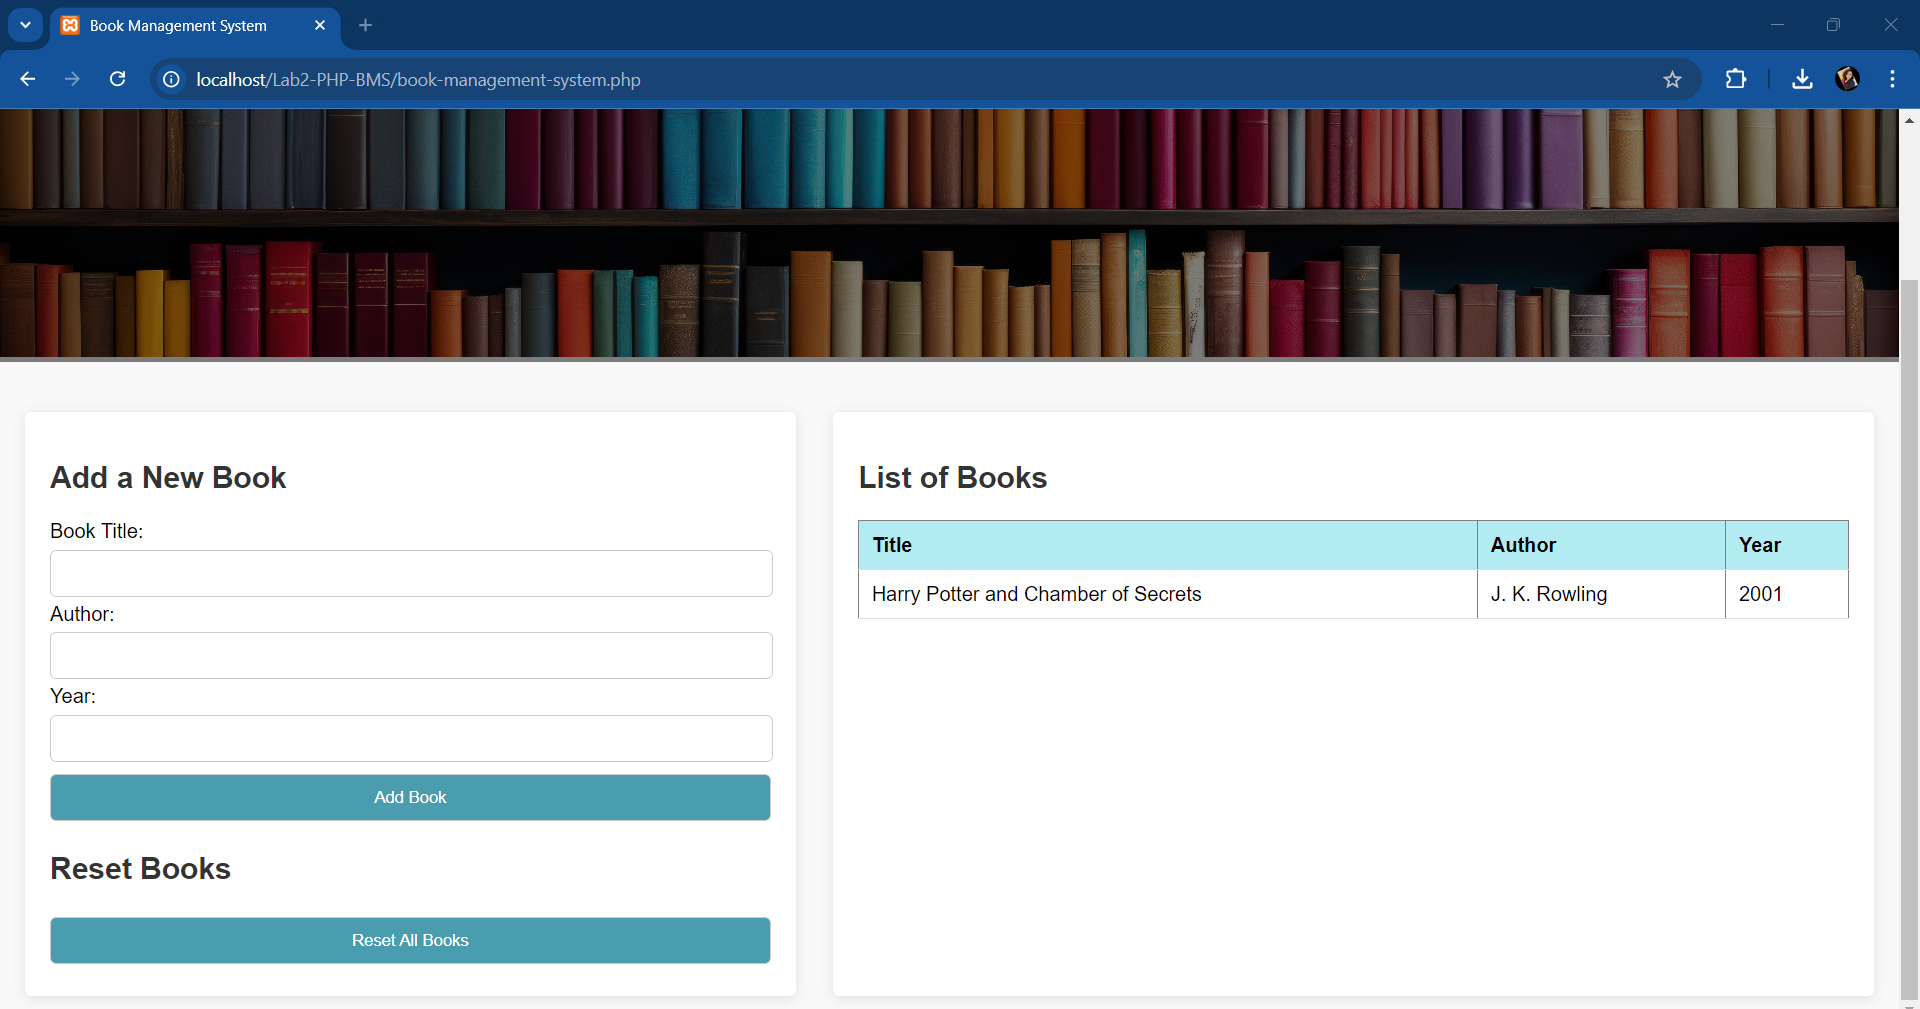 Book Management System
localhost/Lab2-PHP-BMS/book-management-system.php
Add a New Book
Book Title:
Author:
Year:
Add Book
Reset Books
Reset All Books
List of Books
Title Author Year
Harry Potter and Chamber of Secrets J. K. Rowling 2001